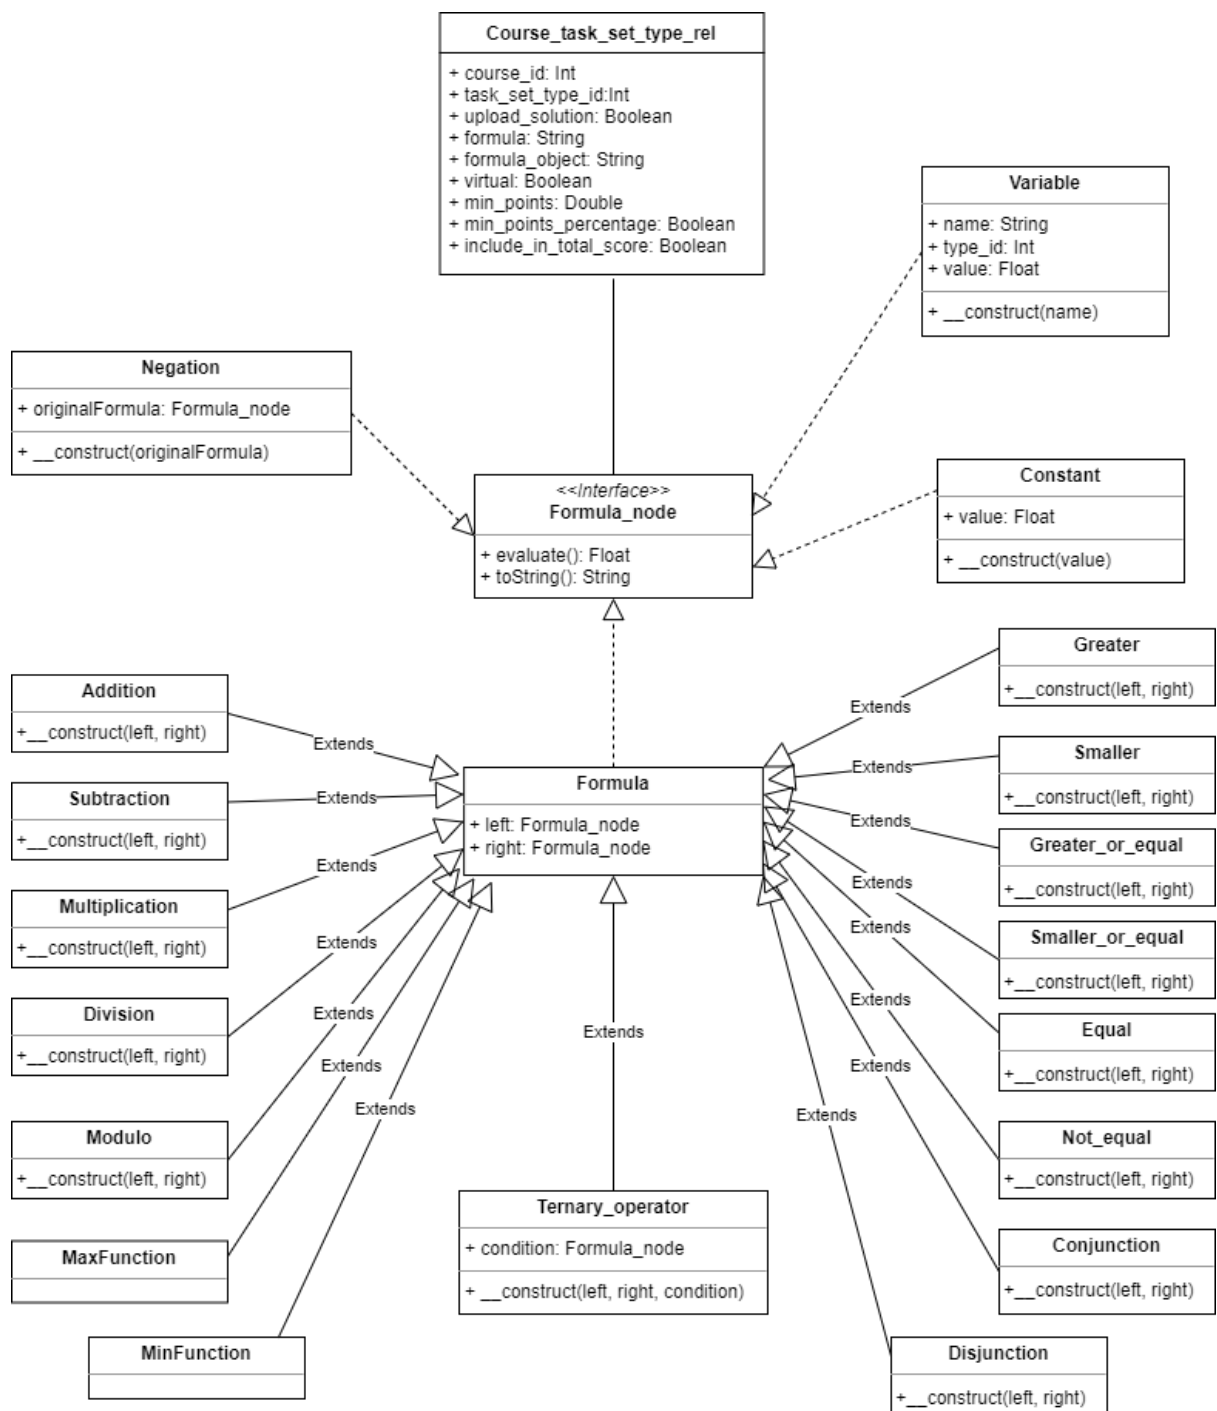 Course_task_set_type_rel
+ course_id: Int
+ task_set_type_id:Int
+ upload_solution: Boolean
+ formula: String
+ formula_object: String
+ virtual: Boolean
+ min_points: Double
+ min_points_percentage: Boolean
+ include_in_total_score: Boolean
Variable
+ name: String
+ type_id: Int
+ value: Float
+ __construct(name)
Negation
+ originalFormula: Formula_node
+ __construct(originalFormula)
<<Interface>>
Formula_node
+ evaluate(): Float
+ toString(): String
Constant
+ value: Float
+ __construct(value)
Addition
+__construct(left, right)
Extends
Subtraction
+__construct(left, right)
Extends
Multiplication
+__construct(left, right)
Extends
Division
+__construct(left, right)
Extends
Modulo
+__construct(left, right)
Extends
MaxFunction
Extends
MinFunction
Extends
Formula
+ left: Formula_node
+ right: Formula_node
Extends
Ternary_operator
+ condition: Formula_node
+ __construct(left, right, condition)
Greater
+__construct(left, right)
Extends
Smaller
+__construct(left, right)
Extends
Greater_or_equal
+__construct(left, right)
Extends
Smaller_or_equal
+__construct(left, right)
Extends
Equal
+__construct(left, right)
Extends
Not_equal
+__construct(left, right)
Extends
Conjunction
+__construct(left, right)
Extends
Disjunction
+__construct(left, right)
Extends